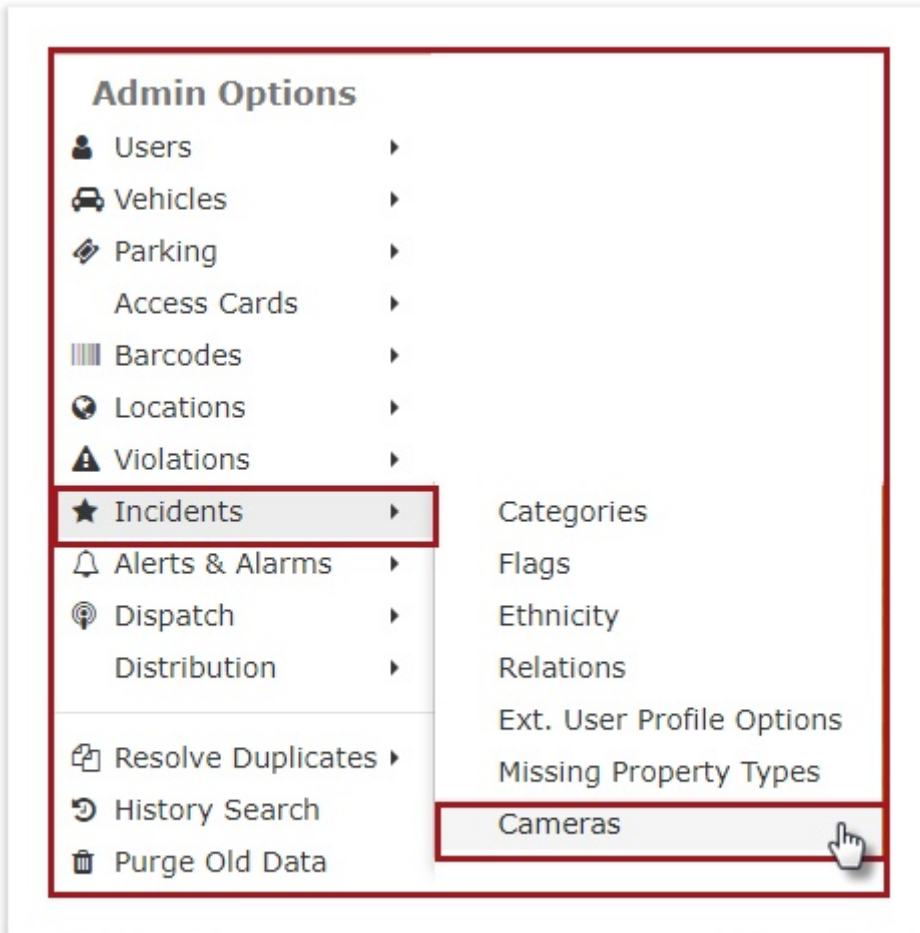 Admin Options
Users
Vehicles
Parking
Access Cards
Barcodes
Locations
Violations
Incidents
Alerts & Alarms
Dispatch
Distribution
Resolve Duplicates
History Search
Purge Old Data
Categories
Flags
Ethnicity
Relations
Ext. User Profile Options
Missing Property Types
Cameras